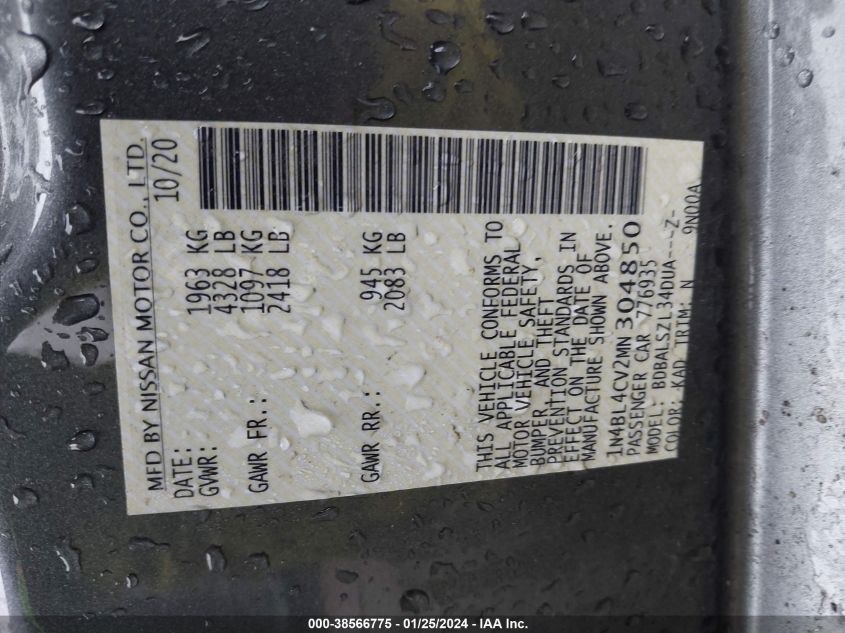 MFD BY NISSAN MOTOR CO., LTD.
DATE: 10/20
GVWR: 1963 KG
4328 LB
GAWR FR.: 1097 KG
2418 LB
GAWR RR.: 945 KG
2083 LB
THIS VEHICLE CONFORMS TO
ALL APPLICABLE FEDERAL
MOTOR VEHICLE SAFETY,
BUMPER, AND THEFT
PREVENTION STANDARDS IN
EFFECT ON THE DATE OF
MANUFACTURE SHOWN ABOVE.
1N4BL4CV2MN304850
PASSENGER CAR 776935
MODEL: BDBALSZL34DUA---Z-
COLOR: KAD TRIM: N 9N00A
000-38566775 - 01/25/2024 - IAA Inc.